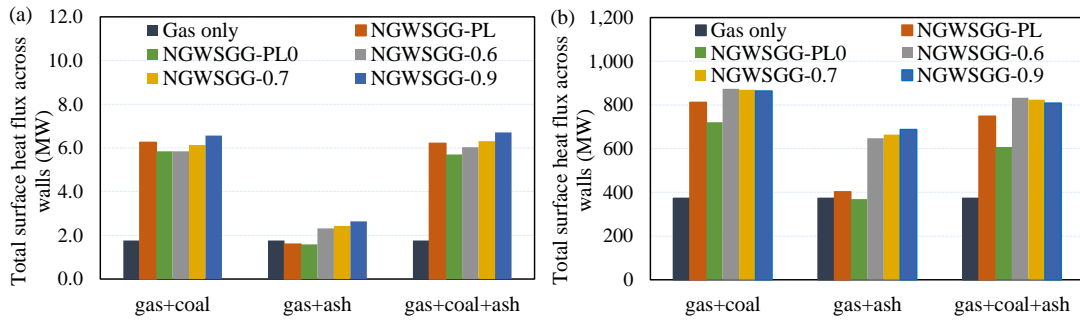 (a)
Total surface heat flux across
walls (MW)
12.0
10.0
8.0
6.0
4.0
2.0
0.0
Gas only
NGWSGG-PL
NGWSGG-PL0
NGWSGG-0.6
NGWSGG-0.7
NGWSGG-0.9
gas+coal
gas+ash
gas+coal+ash
(b)
Total surface heat flux across
walls (MW)
1,200
1,000
800
600
400
200
0
Gas only
NGWSGG-PL
NGWSGG-PL0
NGWSGG-0.6
NGWSGG-0.7
NGWSGG-0.9
gas+coal
gas+ash
gas+coal+ash